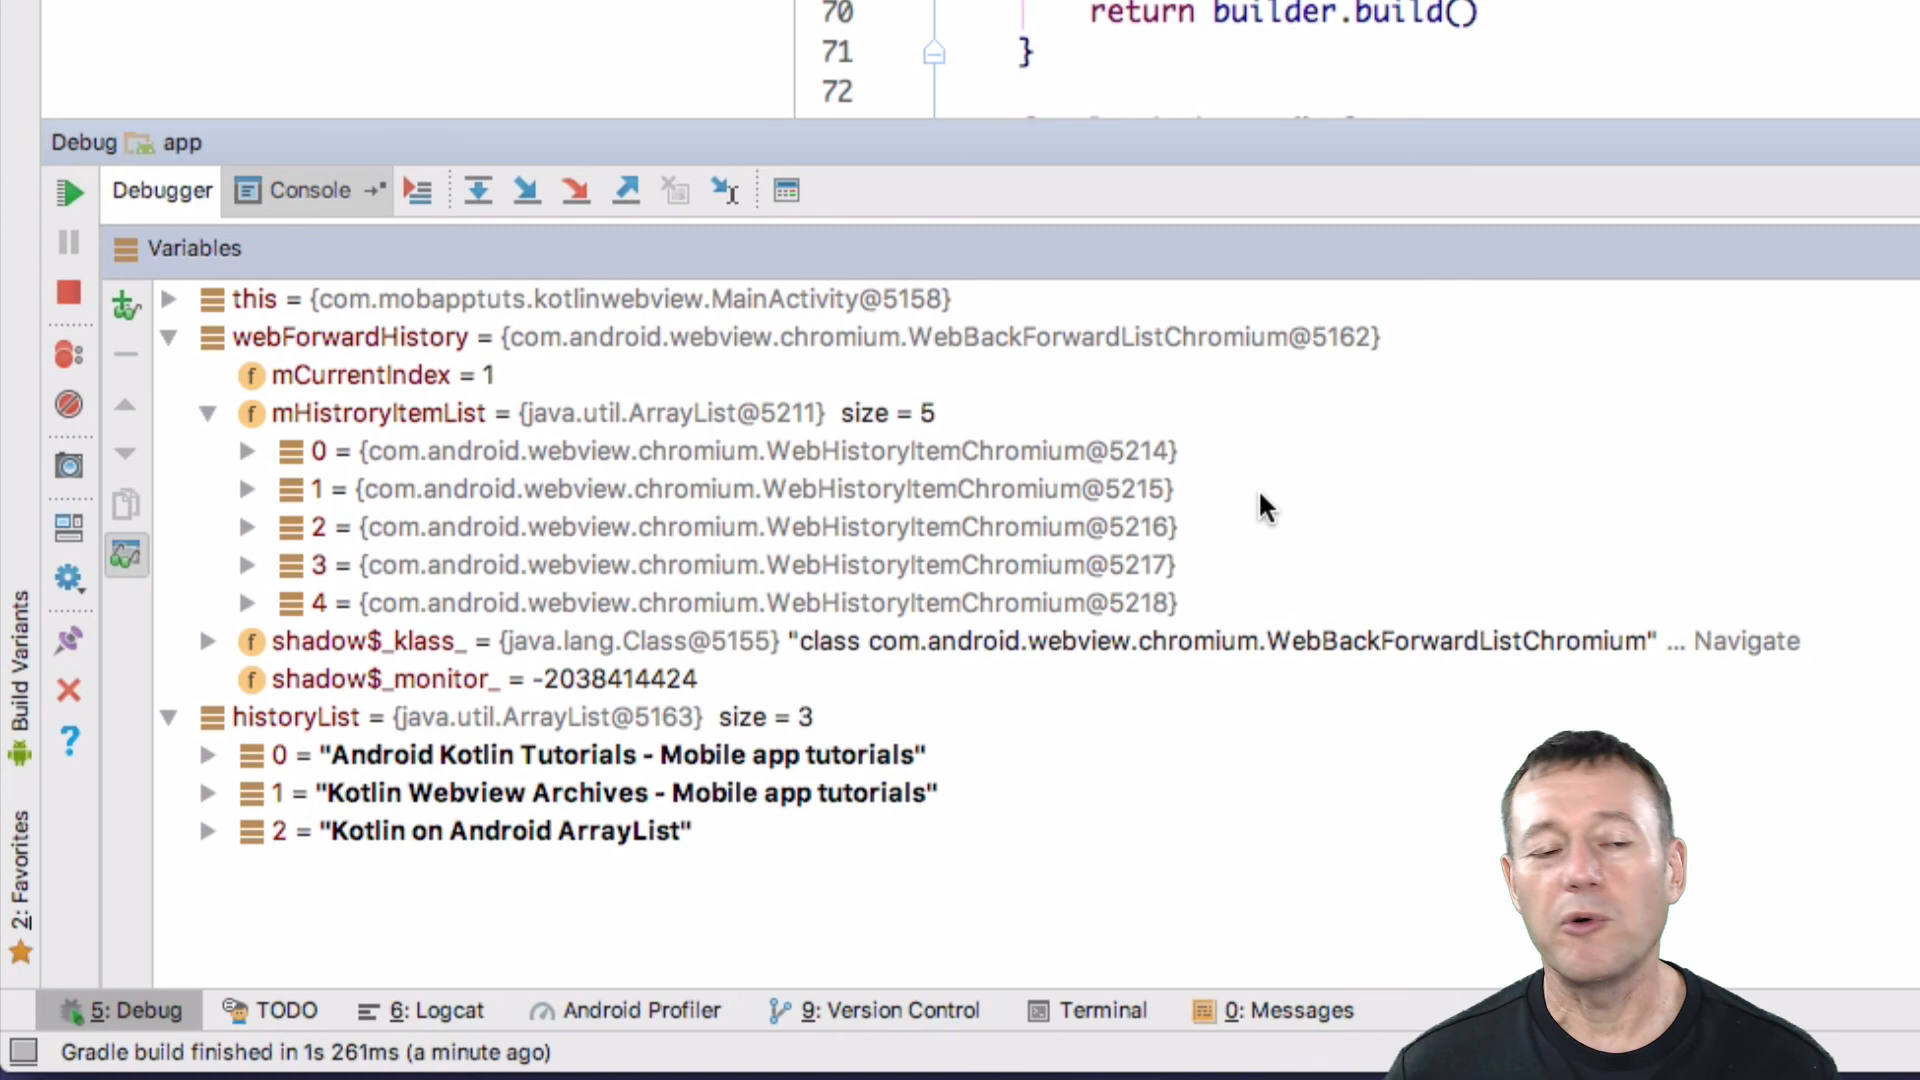 70 return builder.build()
71 }
72
Debug app
Debugger Console
Variables
this = {com.mobapptuts.kotlinwebview.MainActivity@5158}
webForwardHistory = {com.android.webview.chromium.WebBackForwardListChromium@5162}
f mCurrentIndex = 1
f mHistroryItemList = {java.util.ArrayList@5211} size = 5
0 = {com.android.webview.chromium.WebHistoryItemChromium@5214}
1 = {com.android.webview.chromium.WebHistoryItemChromium@5215}
2 = {com.android.webview.chromium.WebHistoryItemChromium@5216}
3 = {com.android.webview.chromium.WebHistoryItemChromium@5217}
4 = {com.android.webview.chromium.WebHistoryItemChromium@5218}
f shadow$_klass_ = {java.lang.Class@5155} "class com.android.webview.chromium.WebBackForwardListChromium" ... Navigate
f shadow$_monitor_ = -2038414424
historyList = {java.util.ArrayList@5163} size = 3
0 = "Android Kotlin Tutorials - Mobile app tutorials"
1 = "Kotlin Webview Archives - Mobile app tutorials"
2 = "Kotlin on Android ArrayList"
Build Variants
2: Favorites
5: Debug TODO 6: Logcat Android Profiler 9: Version Control Terminal 0: Messages
Gradle build finished in 1s 261ms (a minute ago)